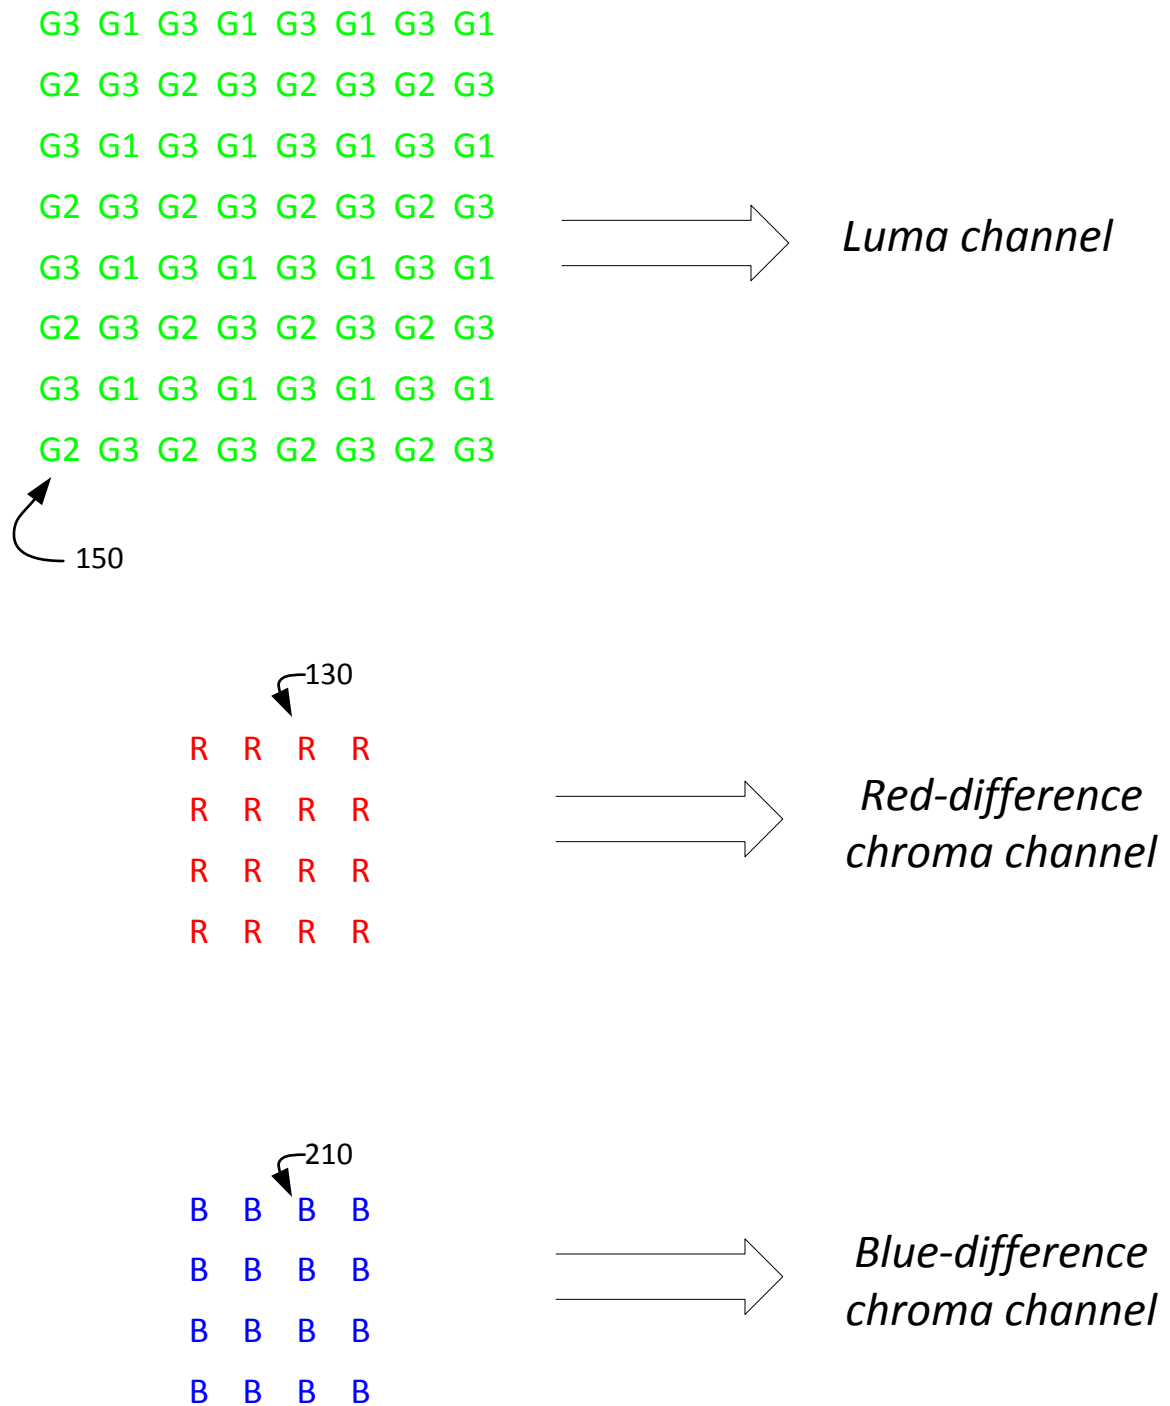 G3 G1 G3 G1 G3 G1 G3 G1
G2 G3 G2 G3 G2 G3 G2 G3
G3 G1 G3 G1 G3 G1 G3 G1
G2 G3 G2 G3 G2 G3 G2 G3
G3 G1 G3 G1 G3 G1 G3 G1
G2 G3 G2 G3 G2 G3 G2 G3
G3 G1 G3 G1 G3 G1 G3 G1
G2 G3 G2 G3 G2 G3 G2 G3
Luma channel
150
130
R R R R
R R R R
R R R R
R R R R
Red-difference
chroma channel
210
B B B B
B B B B
B B B B
B B B B
Blue-difference
chroma channel